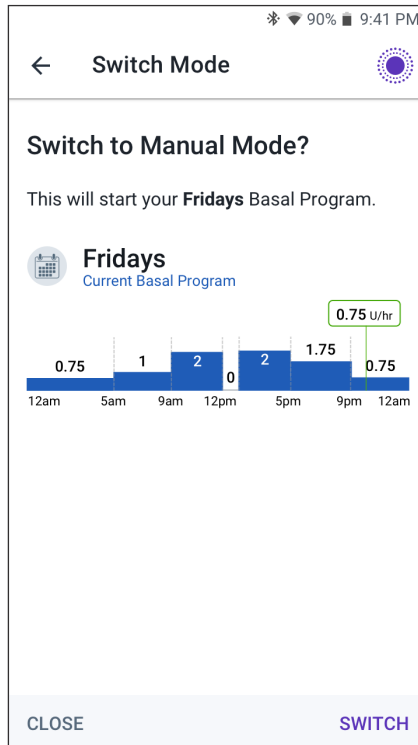 90% 9:41 PM
Switch Mode
Switch to Manual Mode?
This will start your Fridays Basal Program.
Fridays
Current Basal Program
0.75 U/hr
0.75 1 2 0 2 1.75 0.75
12am 5am 9am 12pm 5pm 9pm 12am
CLOSE SWITCH